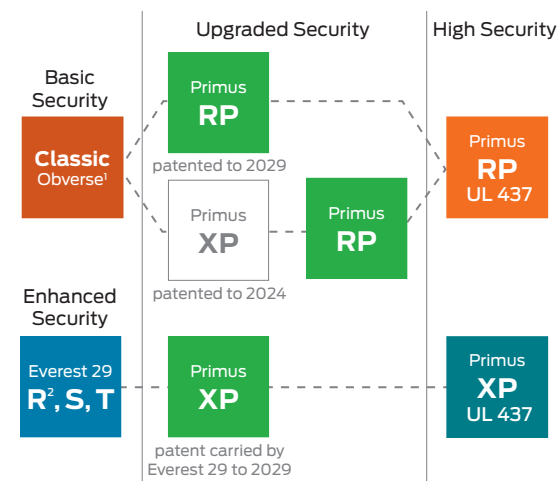 Upgraded Security
High Security
Basic
Security
Classic
Obverse¹
Primus
RP
patented to 2029
Primus
XP
patented to 2024
Primus
RP
Primus
RP
UL 437
Enhanced
Security
Everest 29
R², S, T
Primus
XP
patent carried by
Everest 29 to 2029
Primus
XP
UL 437